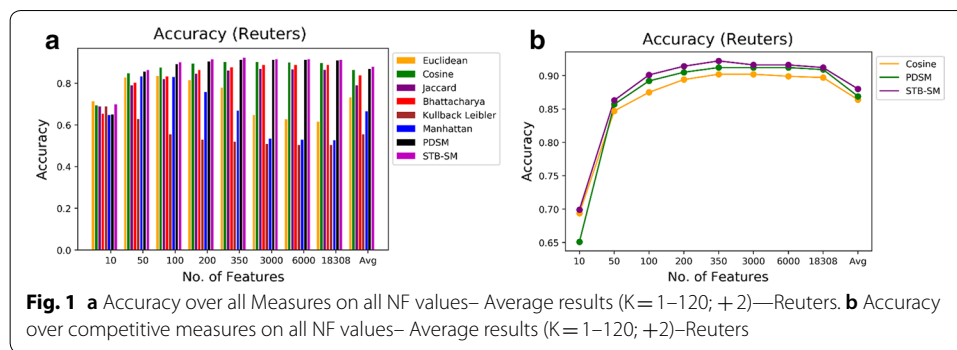 a
Accuracy (Reuters)
Accuracy
0.8
0.6
0.4
0.2
0.0
10 50 100 200 350 3000 6000 18308 Avg
No. of Features
Euclidean
Cosine
Jaccard
Bhattacharya
Kullback Leibler
Manhattan
PDSM
STB-SM
b
Accuracy (Reuters)
Accuracy
0.90
0.85
0.80
0.75
0.70
0.65
10 50 100 200 350 3000 6000 18308 Avg
No. of Features
Cosine
PDSM
STB-SM
Fig. 1 a Accuracy over all Measures on all NF values– Average results (K = 1–120; + 2)—Reuters. b Accuracy
over competitive measures on all NF values– Average results (K = 1–120; +2)–Reuters